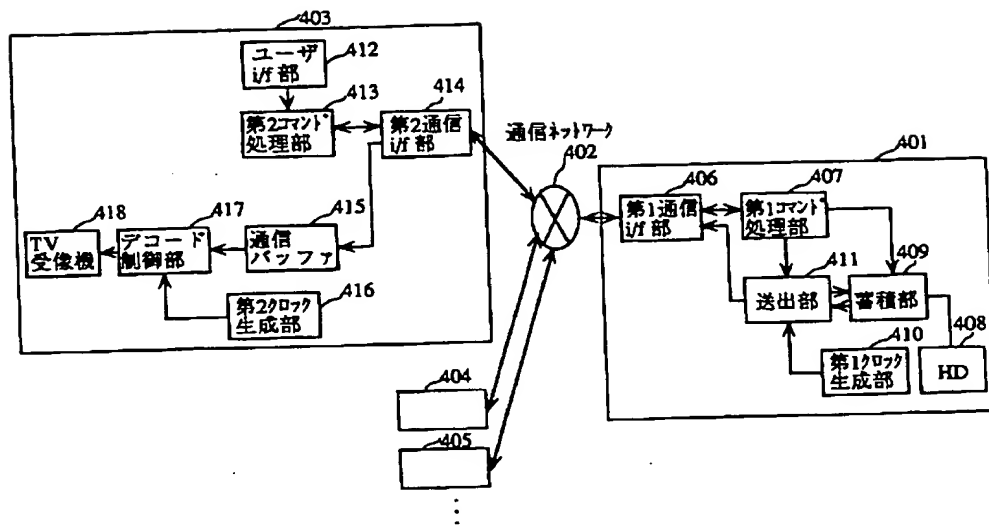 403
ユーザ
i/f部
412
413
第2コマンド
処理部
414
第2通信
i/f部
通信ネットワーク
402
401
406
第1通信
i/f部
407
第1コマンド
処理部
409
蓄積部
411
送出部
408
HD
410
第1クロック
生成部
418
TV
受像機
417
デコード
制御部
415
通信
バッファ
416
第2クロック
生成部
404
405